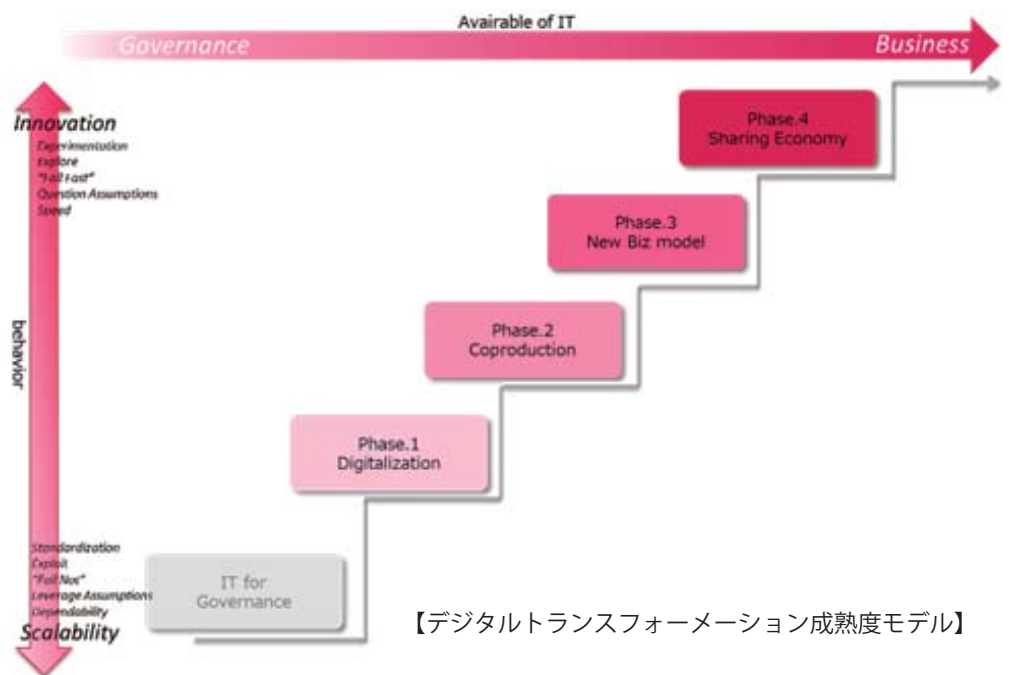 Avairable of IT
Governance
Business
Innovation
Experimentation
Explore
"Fail Fast"
Question Assumptions
Speed
behavior
Phase.4
Sharing Economy
Phase.3
New Biz model
Phase.2
Coproduction
Phase.1
Digitalization
IT for
Governance
Standardization
Exploit
"Fail Not"
Leverage Assumptions
Dependability
Scalability
【デジタルトランスフォーメーション成熟度モデル】